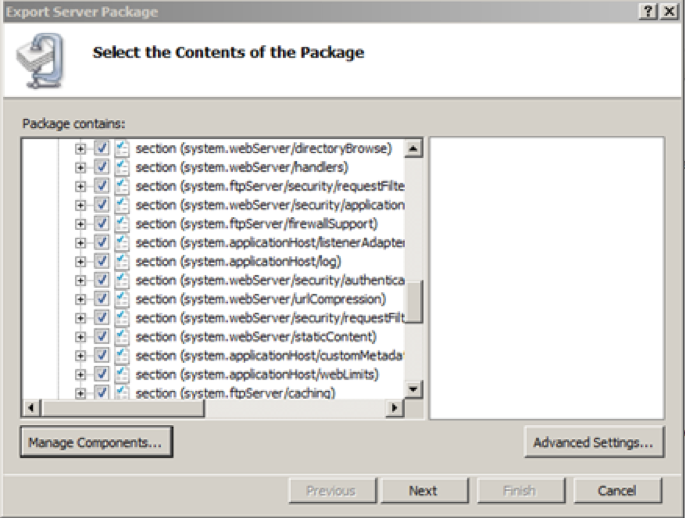 Export Server Package
Select the Contents of the Package
Package contains:
section (system.webServer/directoryBrowse)
section (system.webServer/handlers)
section (system.ftpServer/security/requestFilte
section (system.webServer/security/application
section (system.ftpServer/firewallSupport)
section (system.applicationHost/listenerAdapter
section (system.applicationHost/log)
section (system.webServer/security/authentica
section (system.webServer/urlCompression)
section (system.webServer/security/requestFilt
section (system.webServer/staticContent)
section (system.applicationHost/customMetada
section (system.applicationHost/webLimits)
section (system.ftpServer/caching)
Manage Components...
Advanced Settings...
Previous
Next
Finish
Cancel